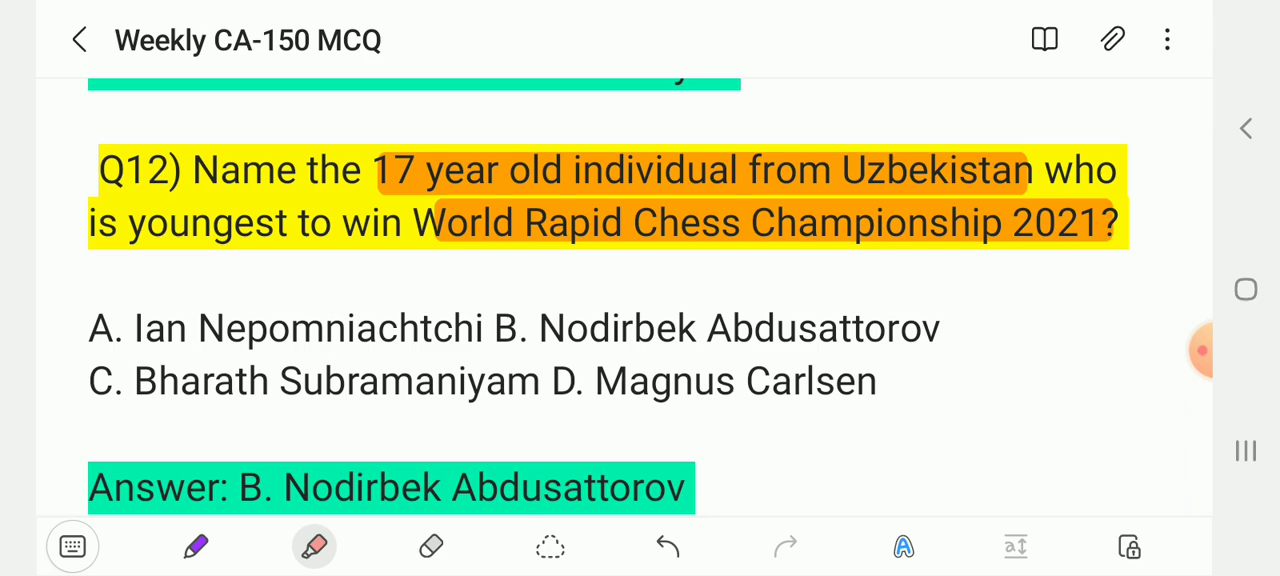 Weekly CA-150 MCQ
Q12) Name the 17 year old individual from Uzbekistan who
is youngest to win World Rapid Chess Championship 2021?
A. Ian Nepomniachtchi B. Nodirbek Abdusattorov
C. Bharath Subramaniyam D. Magnus Carlsen
Answer: B. Nodirbek Abdusattorov